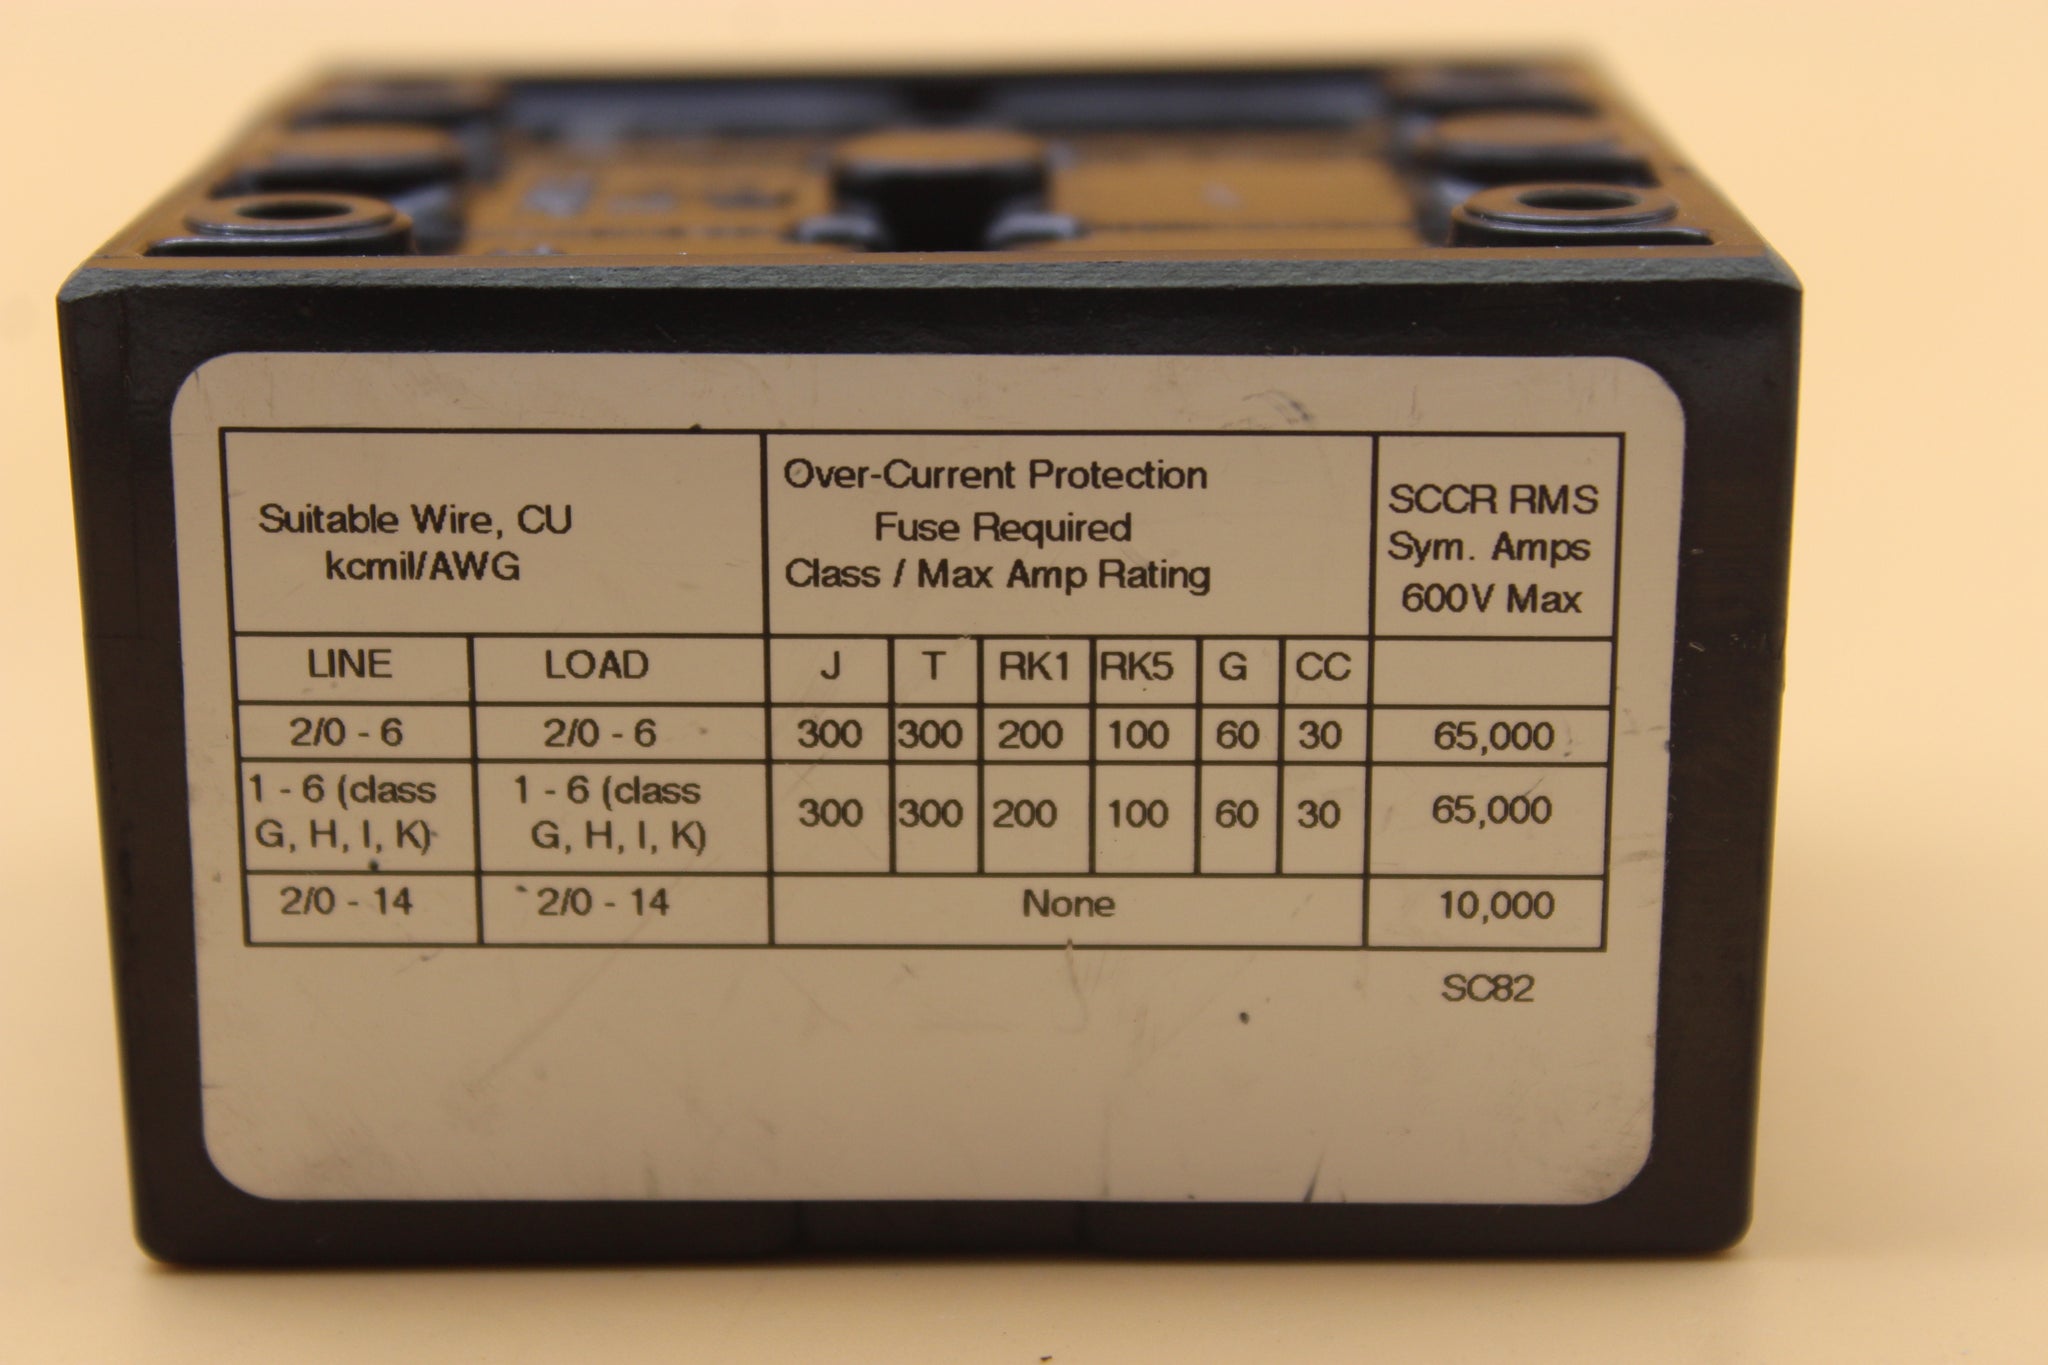 Suitable Wire, CU
kcmil/AWG
Over-Current Protection
Fuse Required
Class / Max Amp Rating
SCCR RMS
Sym. Amps
600V Max
LINE LOAD J T RK1 RK5 G CC
2/0 - 6 2/0 - 6 300 300 200 100 60 30 65,000
1 - 6 (class
G, H, I, K)
1 - 6 (class
G, H, I, K)
300 300 200 100 60 30 65,000
2/0 - 14 2/0 - 14 None 10,000
SC82